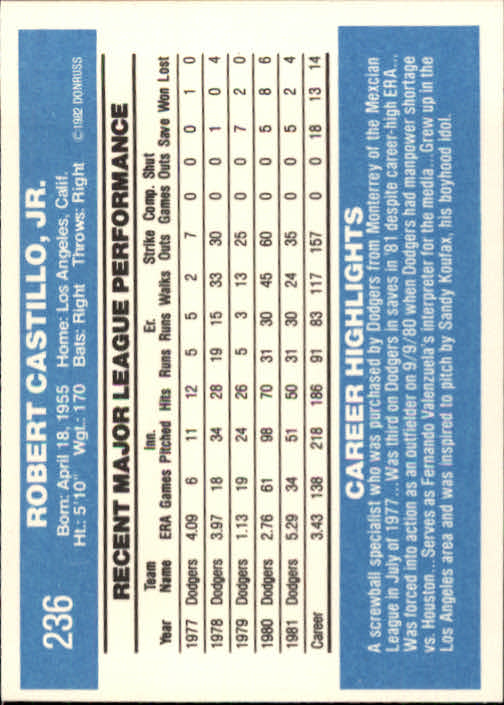 236 ROBERT CASTILLO, JR.
Born: April 18, 1955 Home: Los Angeles, Calif.
Ht.: 5'10" Wgt.: 170 Bats: Right Throws: Right ©1982 DONRUSS
RECENT MAJOR LEAGUE PERFORMANCE
Team Inn. Er. Strike Comp. Shut
Year Name ERA Games Pitched Hits Runs Runs Walks Outs Games Outs Save Won Lost
1977 Dodgers 4.09 6 11 12 5 5 2 7 0 0 0 1 0
1978 Dodgers 3.97 18 34 28 19 15 33 30 0 0 1 0 4
1979 Dodgers 1.13 19 24 26 5 3 13 25 0 0 7 2 0
1980 Dodgers 2.76 61 98 70 31 30 45 60 0 0 5 8 6
1981 Dodgers 5.29 34 51 50 31 30 24 35 0 0 5 2 4
Career 3.43 138 218 186 91 83 117 157 0 0 18 13 14
CAREER HIGHLIGHTS
A screwball specialist who was purchased by Dodgers from Monterrey of the Mexcian
League in July of 1977...Was third on Dodgers in saves in '81 despite career-high ERA...
Was forced into action as an outfielder on 9/9/80 when Dodgers had manpower shortage
vs. Houston...Serves as Fernando Valenzuela's interpreter for the media...Grew up in the
Los Angeles area and was inspired to pitch by Sandy Koufax, his boyhood idol.